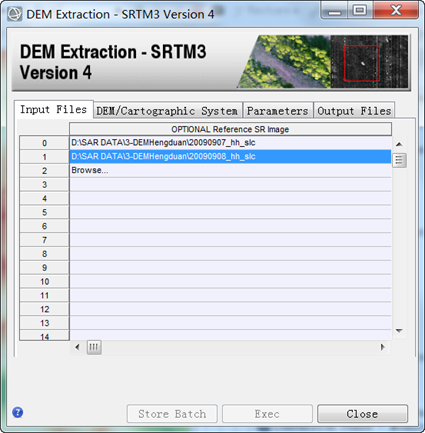 DEM Extraction - SRTM3 Version 4
DEM Extraction - SRTM3
Version 4
Input Files DEM/Cartographic System Parameters Output Files
OPTIONAL Reference SR Image
0 D:\SAR DATA\3-DEMHengduan\20090907_hh_slc
1 D:\SAR DATA\3-DEMHengduan\20090908_hh_slc
2 Browse...
3
4
5
6
7
8
9
10
11
12
13
14
Store Batch Exec Close